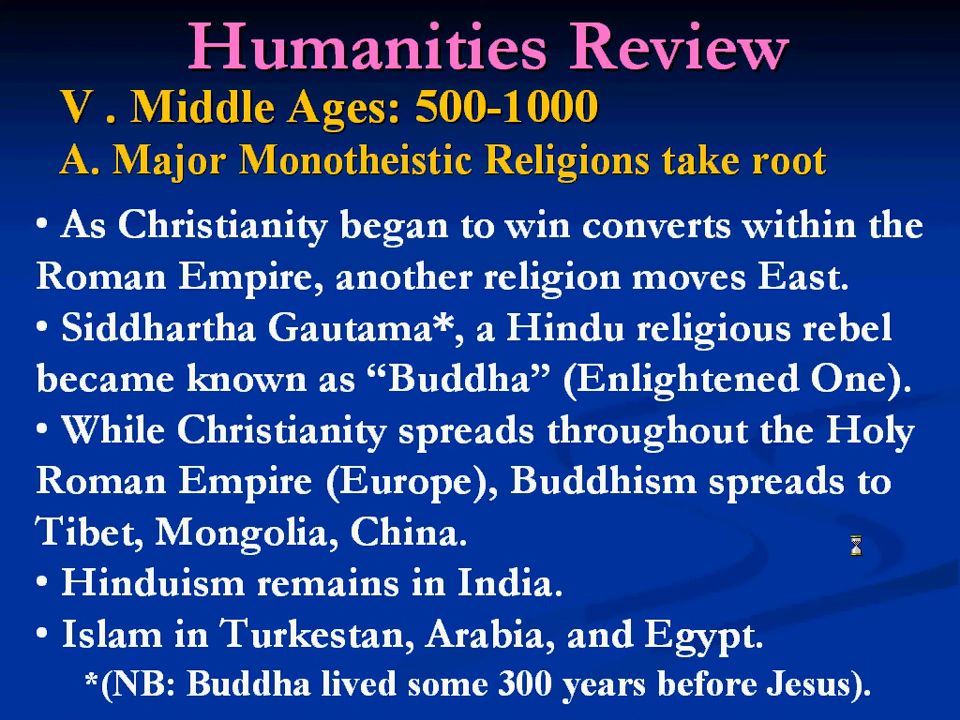 Humanities Review
V . Middle Ages: 500-1000
A. Major Monotheistic Religions take root
• As Christianity began to win converts within the
Roman Empire, another religion moves East.
• Siddhartha Gautama*, a Hindu religious rebel
became known as “Buddha” (Enlightened One).
• While Christianity spreads throughout the Holy
Roman Empire (Europe), Buddhism spreads to
Tibet, Mongolia, China.
• Hinduism remains in India.
• Islam in Turkestan, Arabia, and Egypt.
*(NB: Buddha lived some 300 years before Jesus).